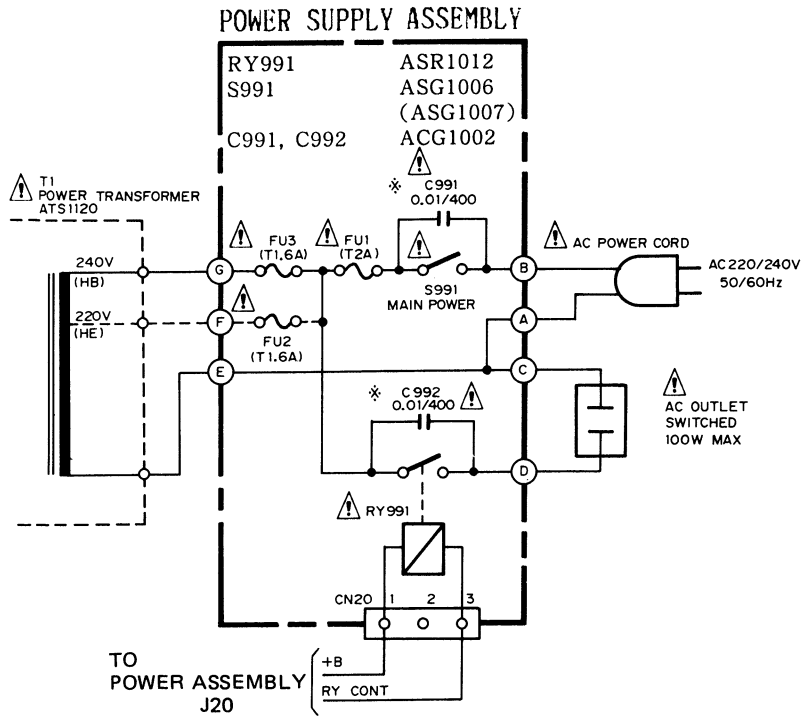 POWER SUPPLY ASSEMBLY
RY991 ASR1012
S991 ASG1006
(ASG1007)
C991, C992 ACG1002
T1
POWER TRANSFORMER
ATS1120
※ C991
0.01/400
FU3
(T1.6A)
FU1
(T2A)
S991
MAIN POWER
AC POWER CORD
AC220/240V
50/60Hz
240V
(HB)
220V
(HE)
G
F
E
B
A
C
D
FU2
(T1.6A)
※ C992
0.01/400
AC OUTLET
SWITCHED
100W MAX
RY991
CN20 1 2 3
TO
POWER ASSEMBLY
J20
+B
RY CONT